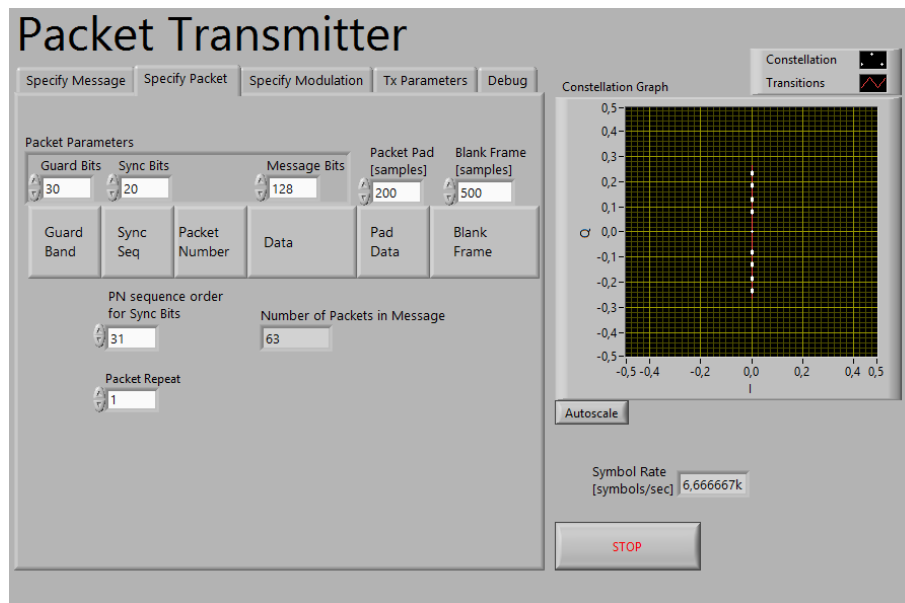 Packet Transmitter
Specify Message
Specify Packet
Specify Modulation
Tx Parameters
Debug
Packet Parameters
Guard Bits
30
Sync Bits
20
Message Bits
128
Packet Pad
[samples]
200
Blank Frame
[samples]
500
Guard
Band
Sync
Seq
Packet
Number
Data
Pad
Data
Blank
Frame
PN sequence order
for Sync Bits
31
Number of Packets in Message
63
Packet Repeat
1
Constellation
Transitions
Constellation Graph
0,5
0,4
0,3
0,2
0,1
0,0
-0,1
-0,2
-0,3
-0,4
-0,5
Q
-0,5 -0,4 -0,2 0,0 0,2 0,4 0,5
I
Autoscale
Symbol Rate
[symbols/sec]
6,666667k
STOP